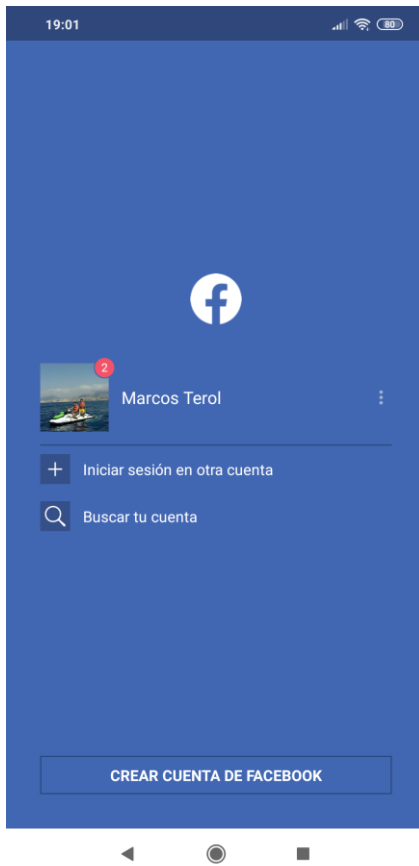 19:01
80
2
Marcos Terol
+ Iniciar sesión en otra cuenta
Buscar tu cuenta
CREAR CUENTA DE FACEBOOK